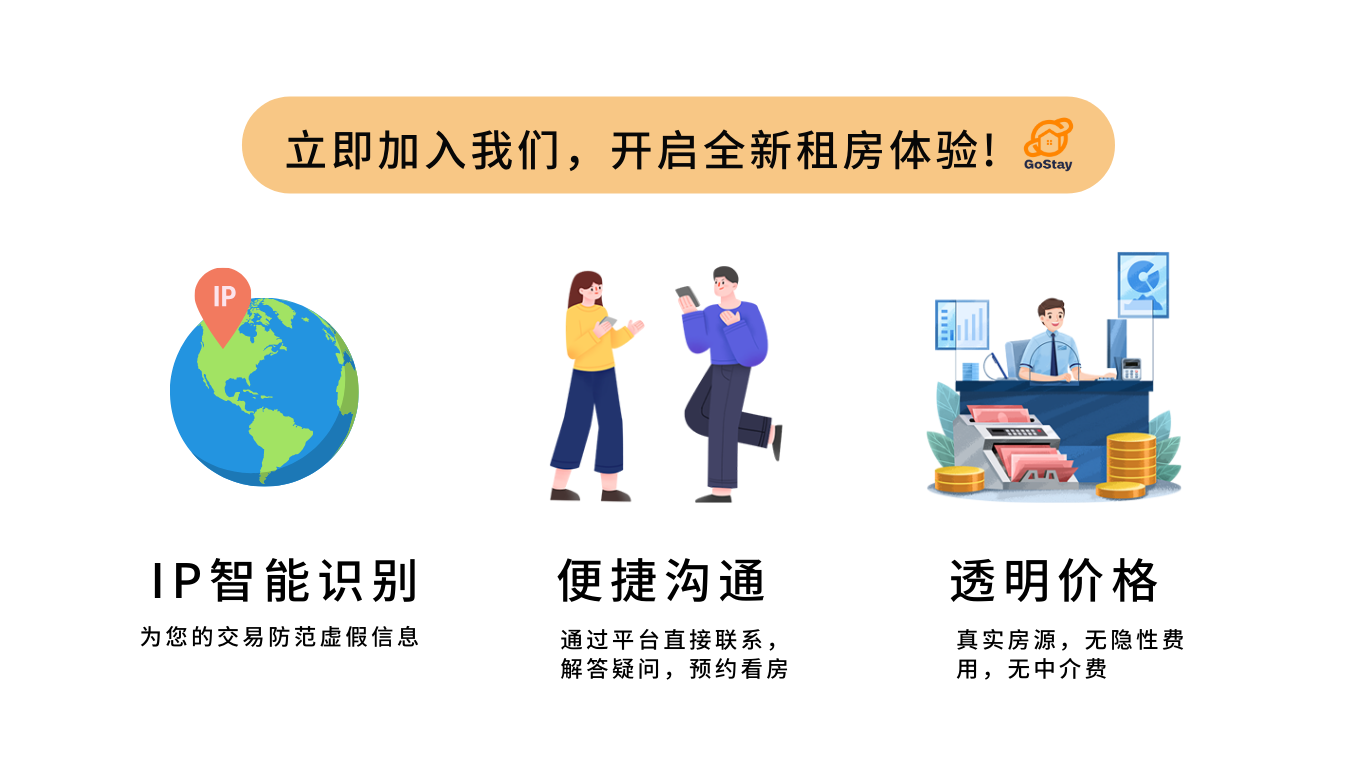 立即加入我们，开启全新租房体验！
GoStay
IP
IP智能识别
为您的交易防范虚假信息
便捷沟通
通过平台直接联系，
解答疑问，预约看房
透明价格
真实房源，无隐性费
用，无中介费